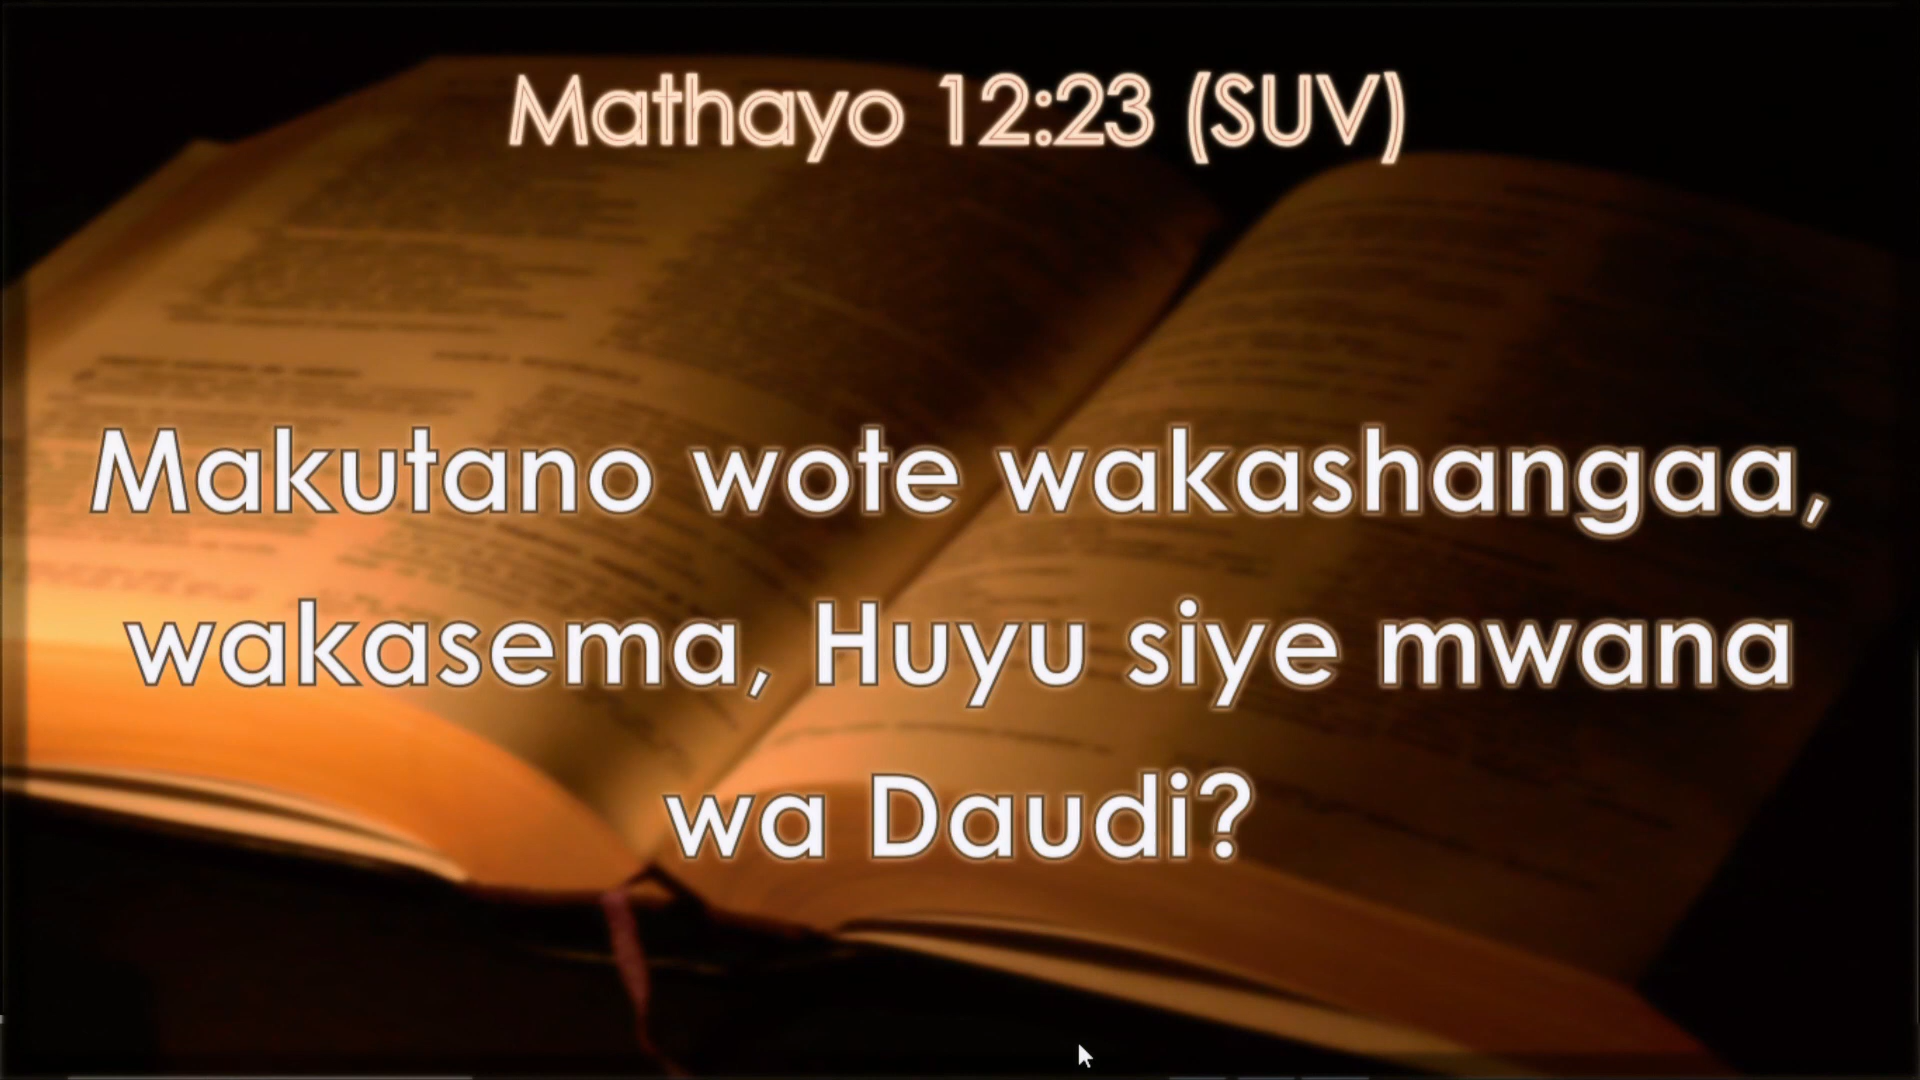 Mathayo 12:23 (SUV)
Makutano wote wakashangaa,
wakasema, Huyu siye mwana
wa Daudi?